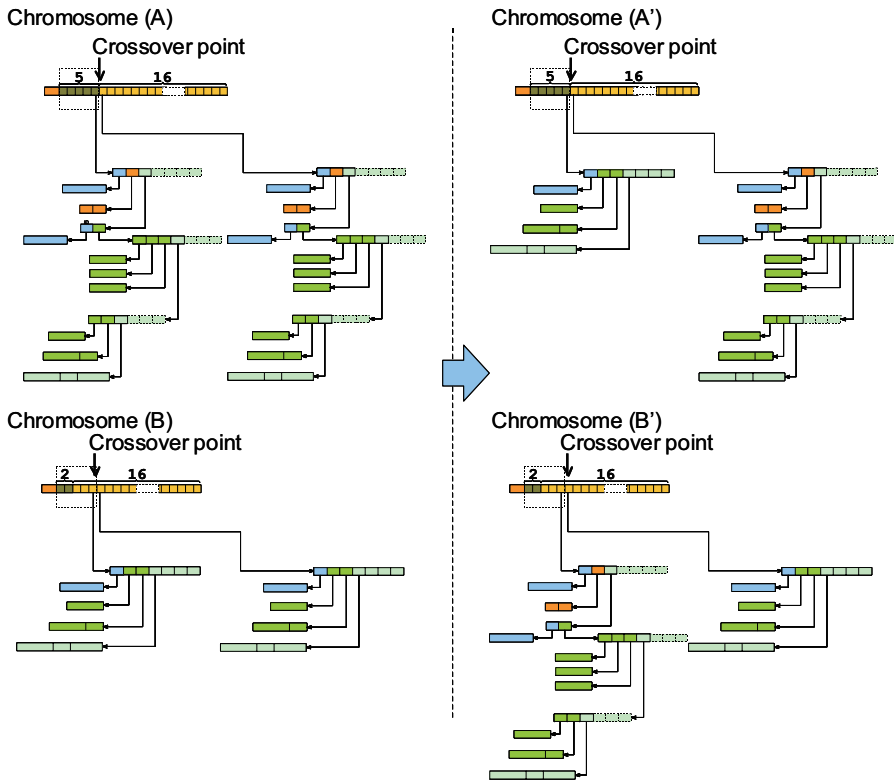 Chromosome (A)
Crossover point
5 16
Chromosome (A')
Crossover point
5 16
Chromosome (B)
Crossover point
2 16
Chromosome (B')
Crossover point
2 16